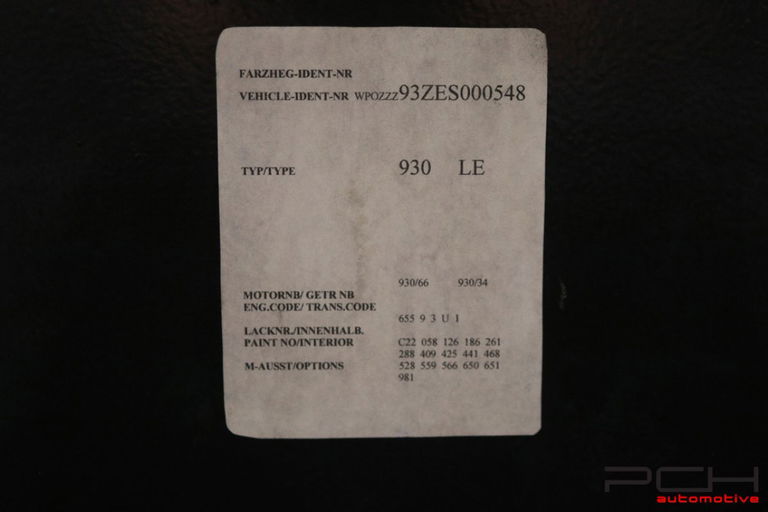 FARZHEG-IDENT-NR
VEHICLE-IDENT-NR WPOZZZ93ZES000548
TYP/TYPE 930 LE
930/66 930/34
MOTORNB/ GETR NB
ENG.CODE/ TRANS.CODE
655 9 3 U 1
LACKNR./INNENHALB.
PAINT NO/INTERIOR C22 058 126 186 261
288 409 425 441 468
M-AUSST/OPTIONS 528 559 566 650 651
981
PCH
automotive